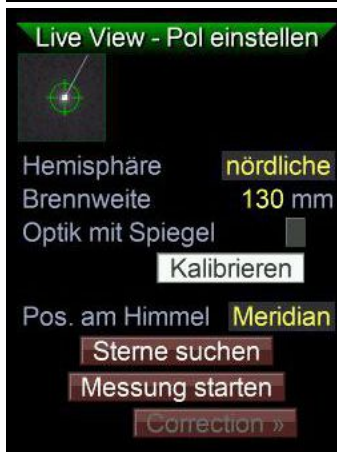 Live View - Pol einstellen
Hemisphäre nördliche
Brennweite 130 mm
Optik mit Spiegel
Kalibrieren
Pos. am Himmel Meridian
Sterne suchen
Messung starten
Correction »